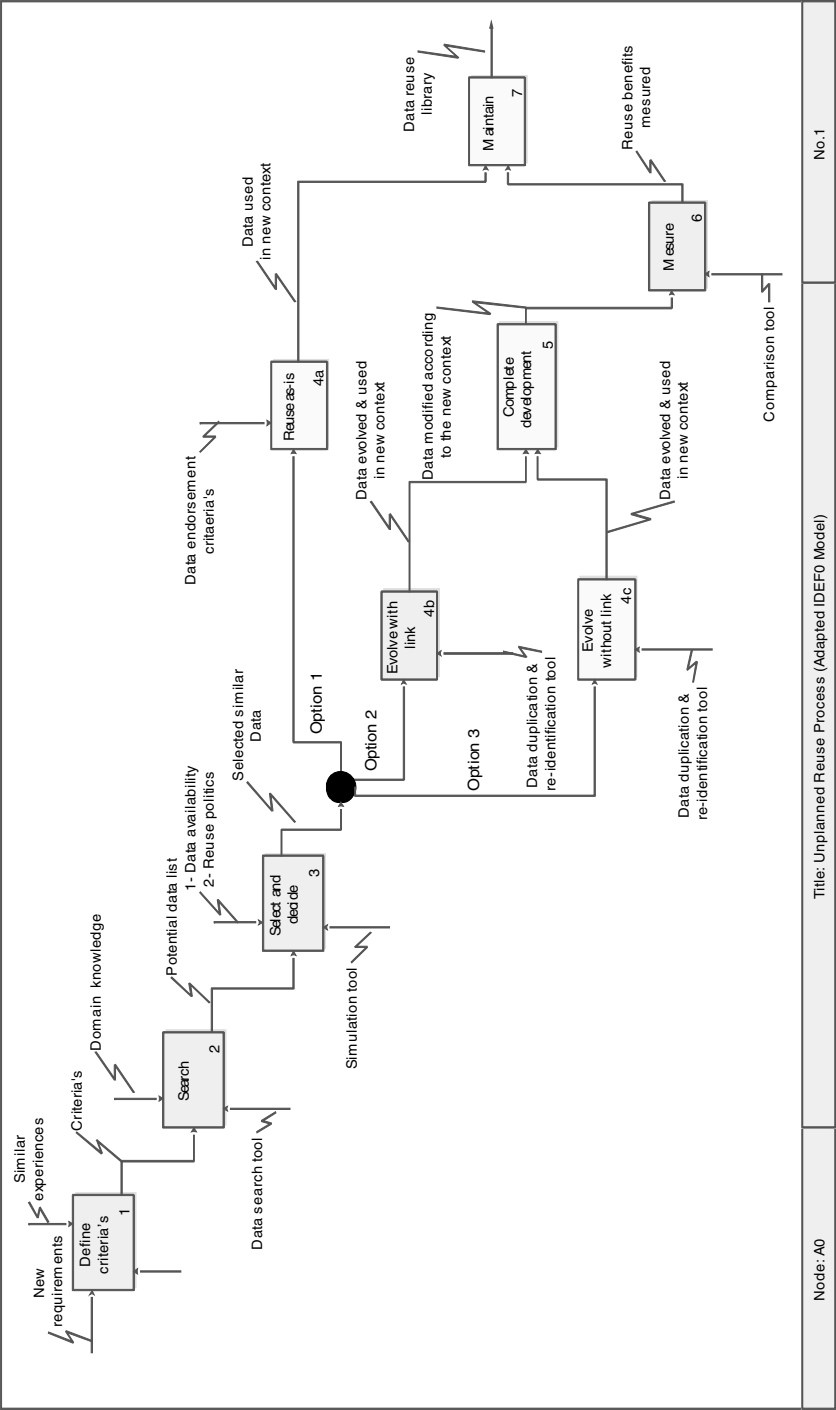 New
requirements
Similar
experiences
Define
criteria's
1
Criteria's
Domain knowledge
Search
2
Data search tool
Potential data list
1- Data availability
2- Reuse politics
Select and
decide
3
Simulation tool
Selected similar
Data
Option 1
Option 2
Option 3
Data endorsement
critaeria's
Reuse as-is
4a
Data used
in new context
Evolve with
link
4b
Data duplication &
re-identification tool
Data evolved & used
in new context
Evolve
without link
4c
Data duplication &
re-identification tool
Data evolved & used
in new context
Complete
development
5
Data modified according
to the new context
Mesure
6
Comparison tool
Reuse benefits
mesured
Maintain
7
Data reuse
library
Node: A0
Title: Unplanned Reuse Process (Adapted IDEF0 Model)
No.1